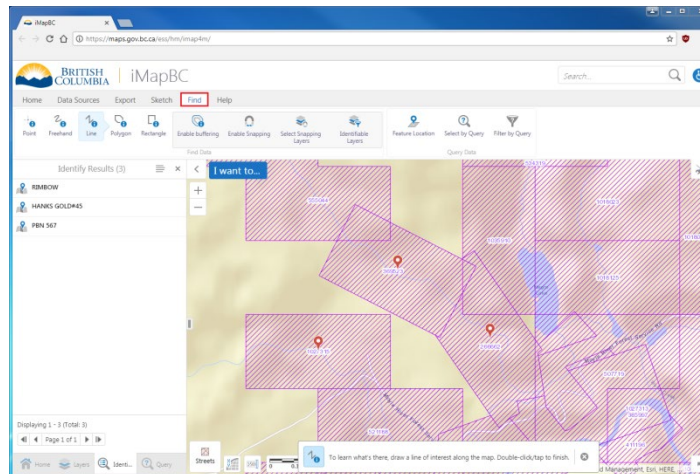 iMapBC
https://maps.gov.bc.ca/ess/hm/imap4m/
BRITISH
COLUMBIA
iMapBC
Search...
Home Data Sources Export Sketch Find Help
Point Freehand Line Polygon Rectangle Enable buffering Enable Snapping Select Snapping Layers Identifiable Layers Feature Location Select by Query Filter by Query
Find Data Query Data
Identify Results (3)
I want to...
RIMBOW
HANKS GOLD#45
PBN 567
Displaying 1 - 3 (Total: 3)
Page 1 of 1
Home Layers Identi... Query
Streets
To learn what's there, draw a line of interest along the map. Double-click/tap to finish.
d Management, Esri, HERE,